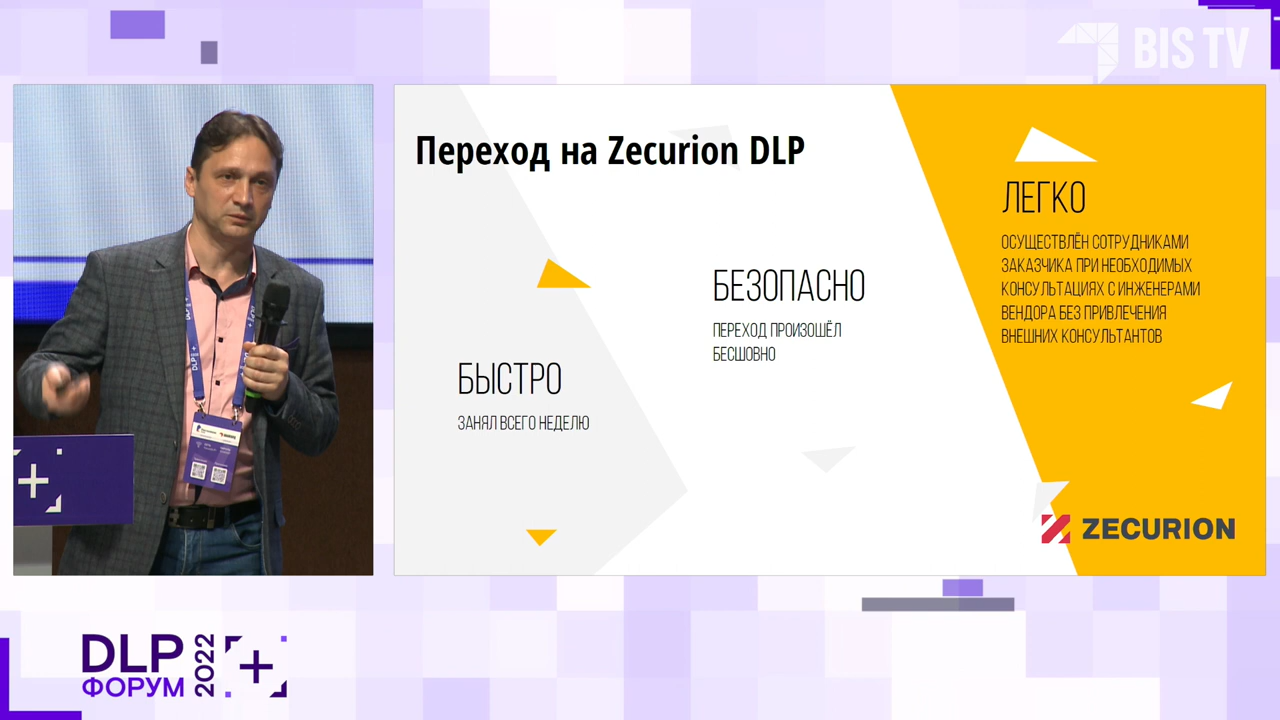 BIS TV
Переход на Zecurion DLP
БЫСТРО
ЗАНЯЛ ВСЕГО НЕДЕЛЮ
БЕЗОПАСНО
ПЕРЕХОД ПРОИЗОШЁЛ
БЕСШОВНО
ЛЕГКО
ОСУЩЕСТВЛЁН СОТРУДНИКАМИ
ЗАКАЗЧИКА ПРИ НЕОБХОДИМЫХ
КОНСУЛЬТАЦИЯХ С ИНЖЕНЕРАМИ
ВЕНДОРА БЕЗ ПРИВЛЕЧЕНИЯ
ВНЕШНИХ КОНСУЛЬТАНТОВ
ZECURION
DLP
DLP
ФОРУМ
2022